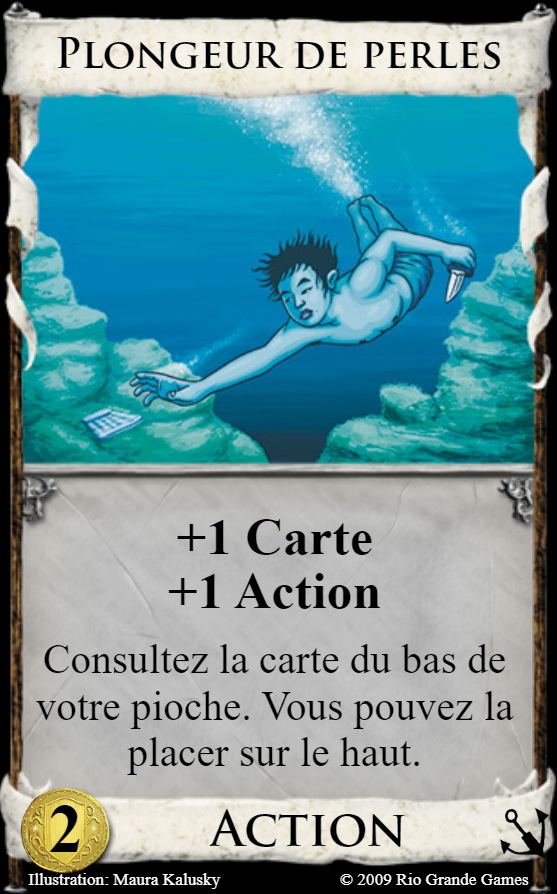 PLONGEUR DE PERLES
+1 Carte
+1 Action
Consultez la carte du bas de
votre pioche. Vous pouvez la
placer sur le haut.
2
ACTION
Illustration: Maura Kalusky
© 2009 Rio Grande Games